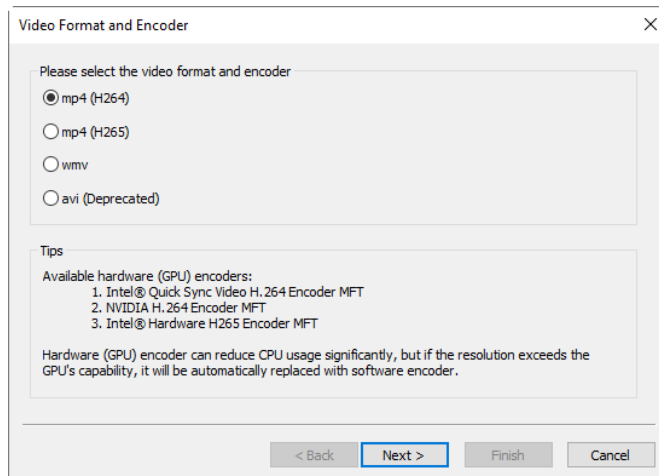 Video Format and Encoder
Please select the video format and encoder
mp4 (H264)
mp4 (H265)
wmv
avi (Deprecated)
Tips
Available hardware (GPU) encoders:
1. Intel® Quick Sync Video H.264 Encoder MFT
2. NVIDIA H.264 Encoder MFT
3. Intel® Hardware H265 Encoder MFT
Hardware (GPU) encoder can reduce CPU usage significantly, but if the resolution exceeds the
GPU's capability, it will be automatically replaced with software encoder.
< Back Next > Finish Cancel